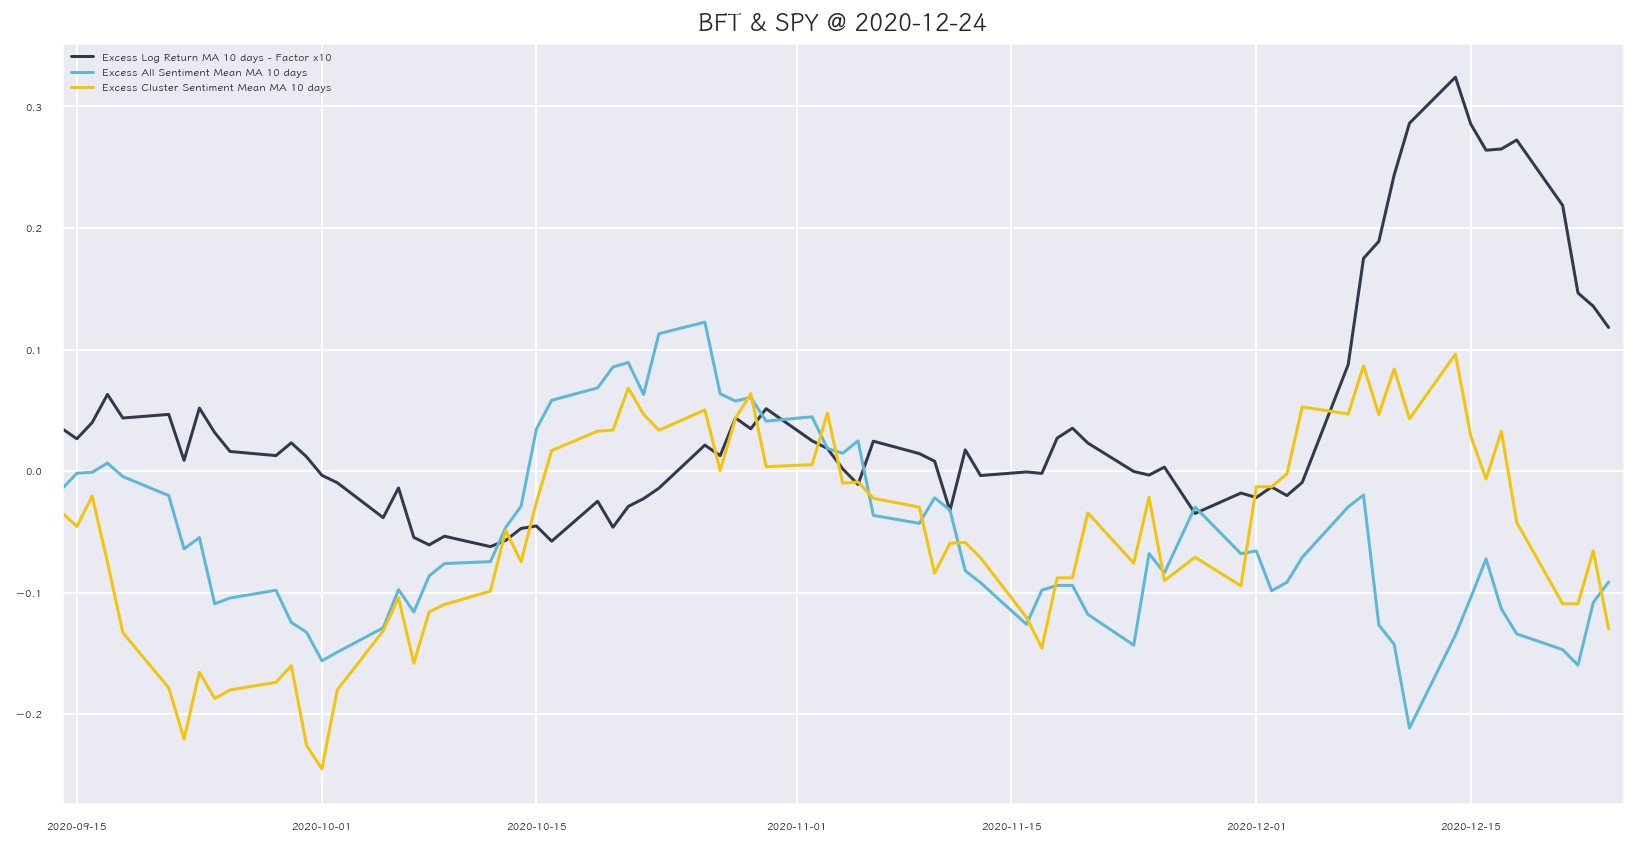 BFT & SPY @ 2020-12-24
Excess Log Return MA 10 days - Factor x10
Excess All Sentiment Mean MA 10 days
Excess Cluster Sentiment Mean MA 10 days
0.3
0.2
0.1
0.0
−0.1
−0.2
2020-09-15 2020-10-01 2020-10-15 2020-11-01 2020-11-15 2020-12-01 2020-12-15